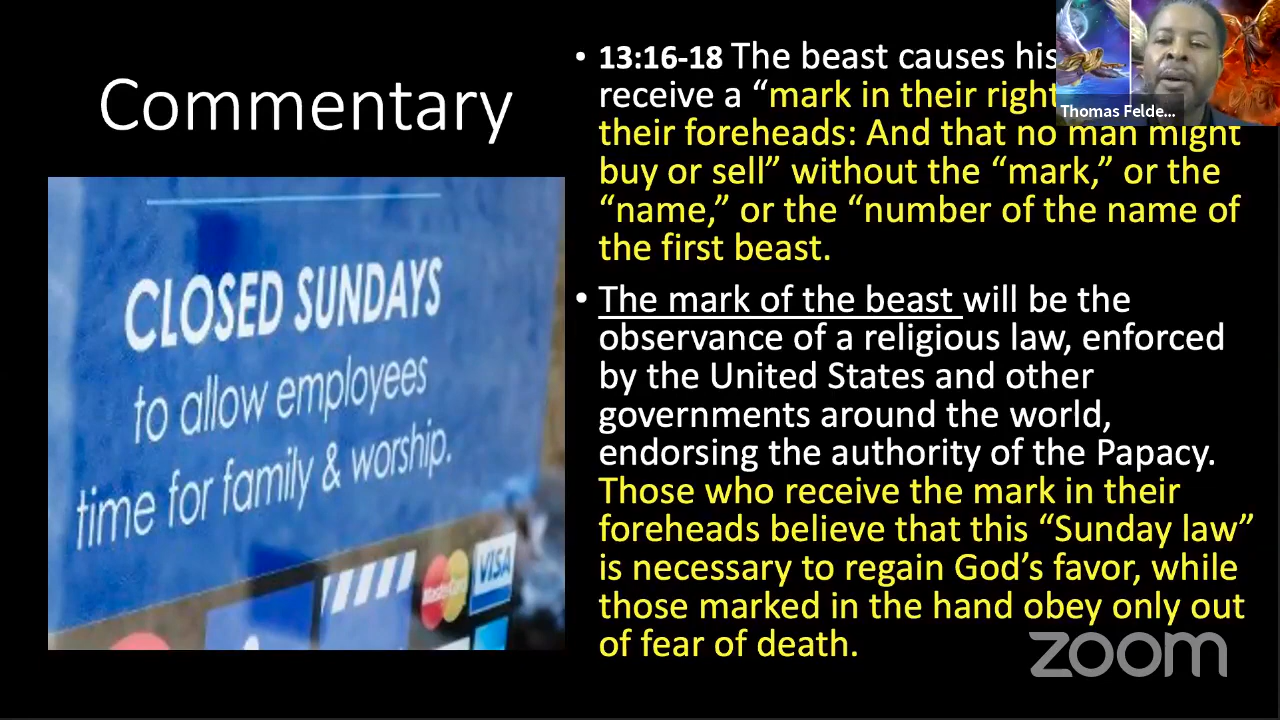 Commentary
CLOSED SUNDAYS
to allow employees
time for family & worship.
MasterCard
VISA
• 13:16-18 The beast causes his
receive a “mark in their right
their foreheads: And that no man might
buy or sell” without the “mark,” or the
“name,” or the “number of the name of
the first beast.
• The mark of the beast will be the
observance of a religious law, enforced
by the United States and other
governments around the world,
endorsing the authority of the Papacy.
Those who receive the mark in their
foreheads believe that this “Sunday law”
is necessary to regain God’s favor, while
those marked in the hand obey only out
of fear of death.
Thomas Felde...
zoom